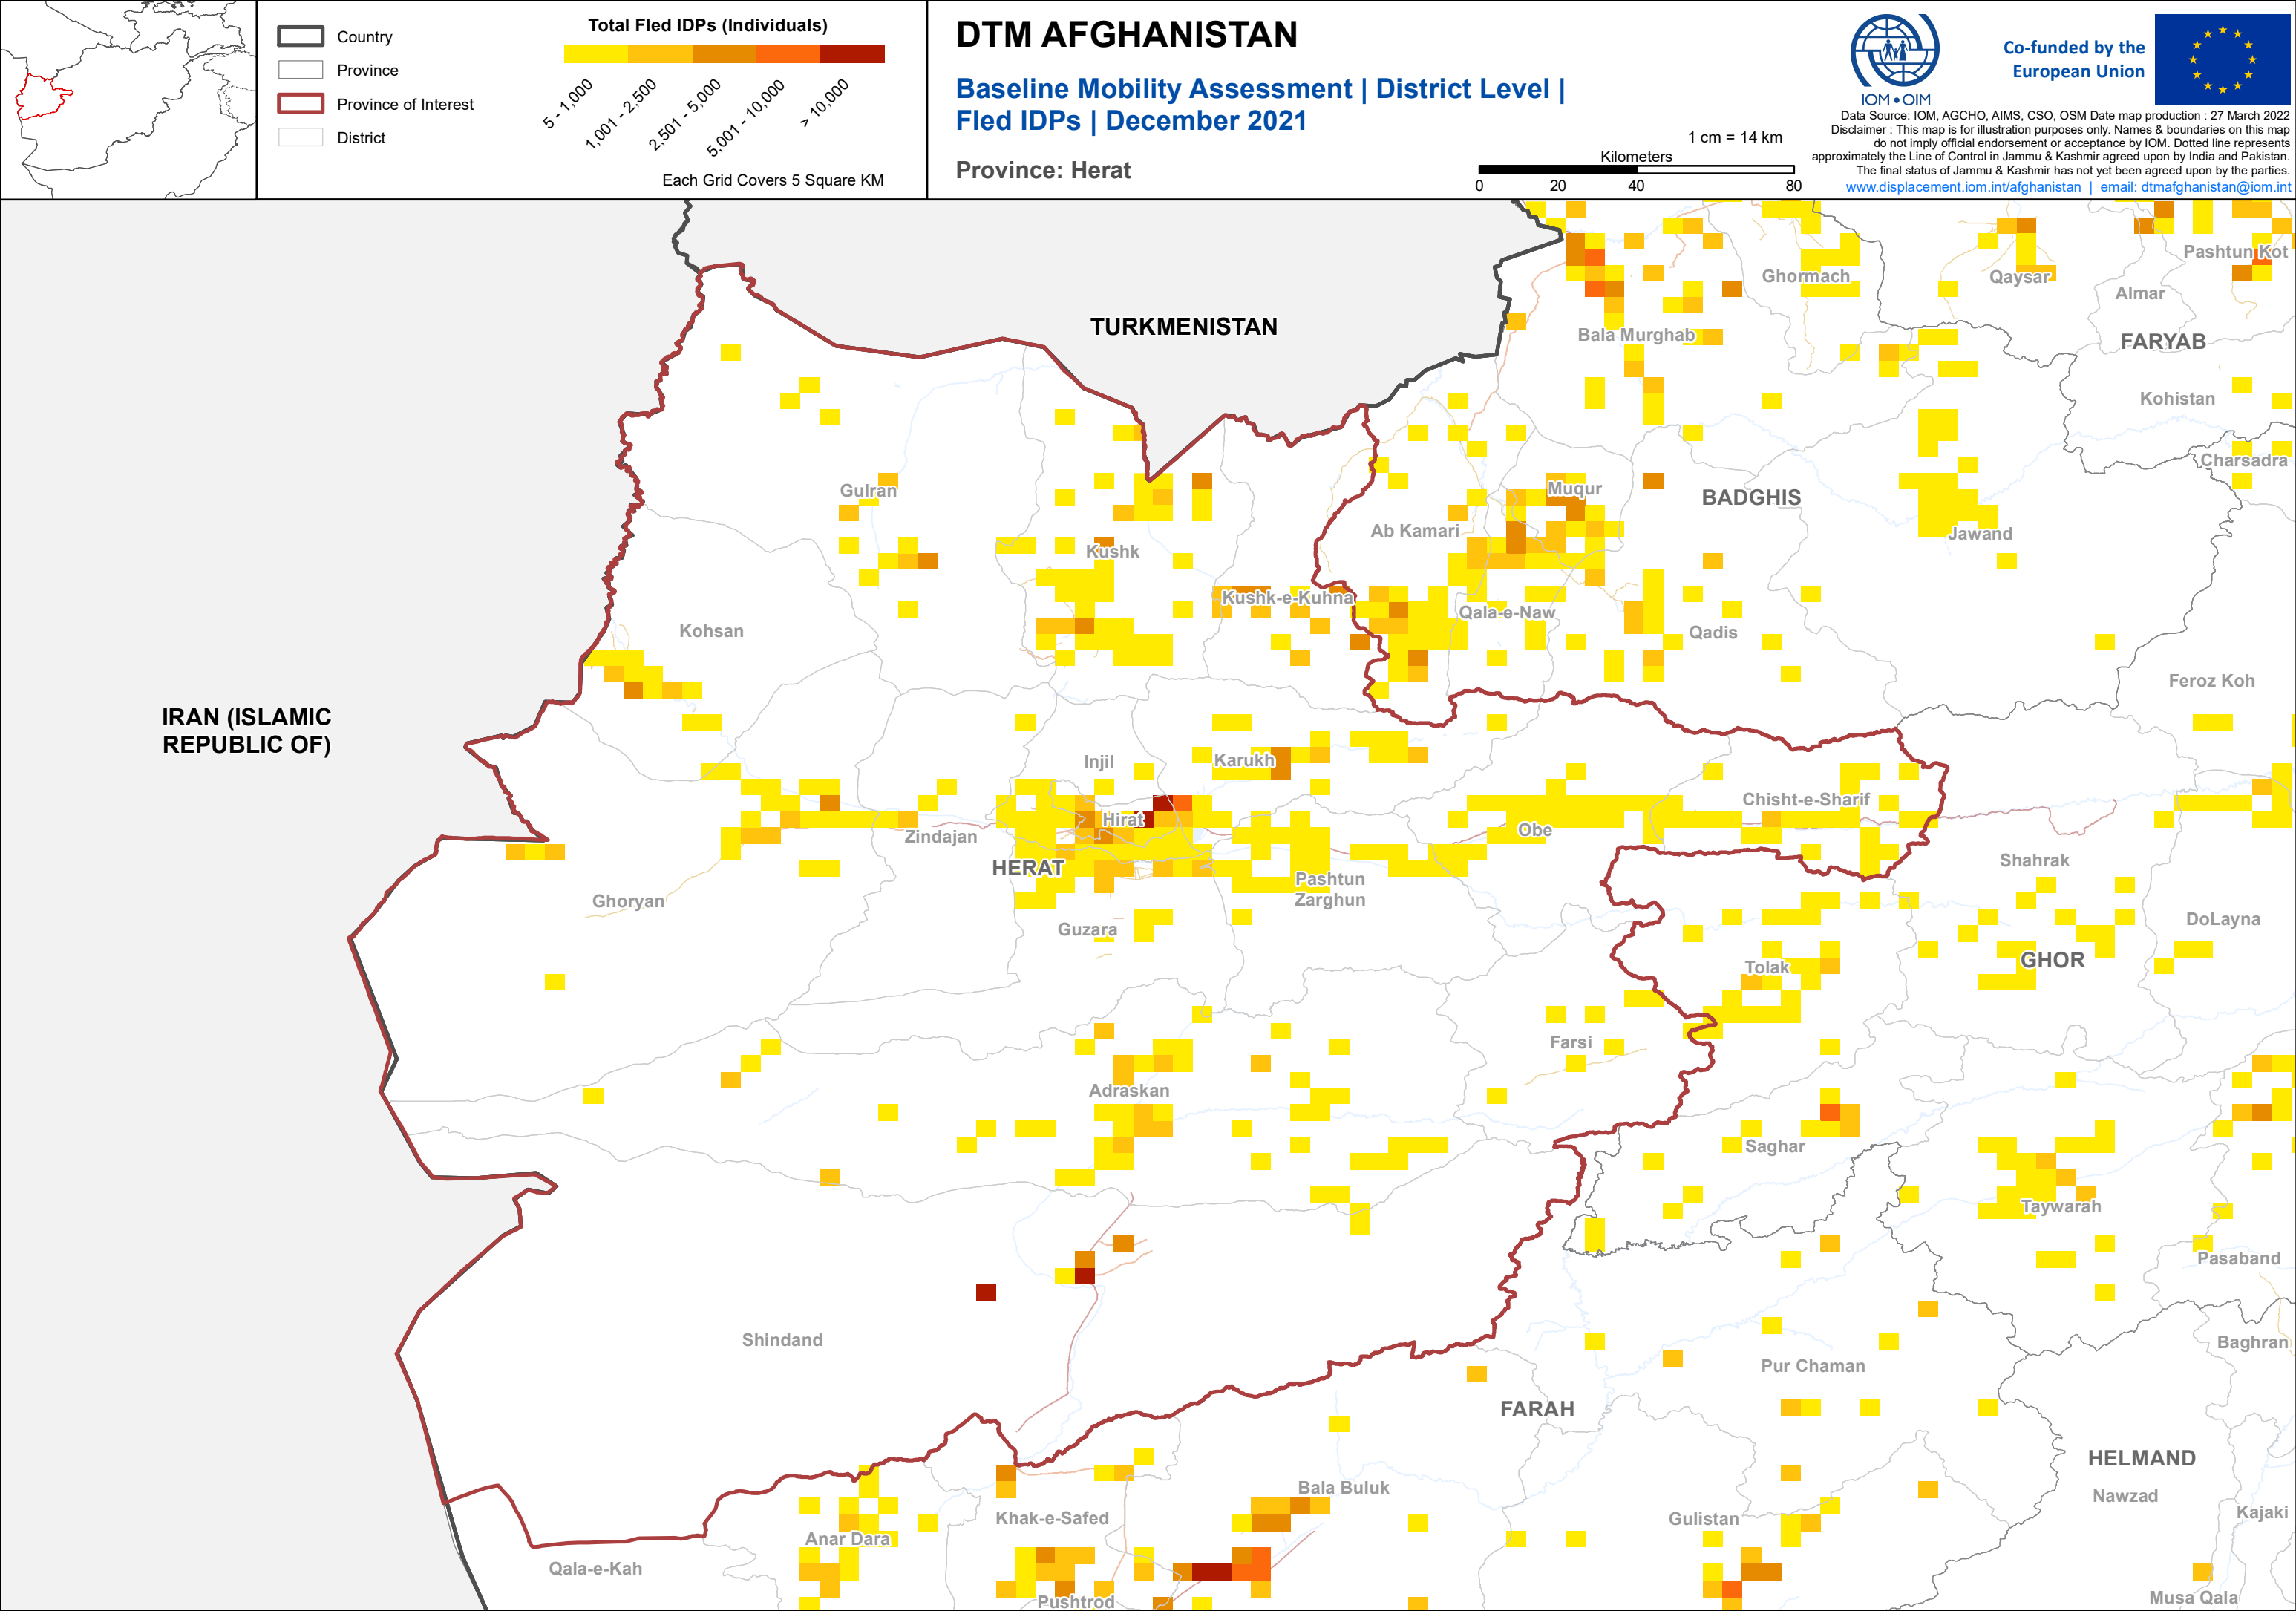 Country
Province
Province of Interest
District
Total Fled IDPs (Individuals)
5 - 1,000
1,001 - 2,500
2,501 - 5,000
5,001 - 10,000
> 10,000
Each Grid Covers 5 Square KM
DTM AFGHANISTAN
Baseline Mobility Assessment | District Level |
Fled IDPs | December 2021
Province: Herat
1 cm = 14 km
Kilometers
0 20 40 80
IOM • OIM
Co-funded by the
European Union
Data Source: IOM, AGCHO, AIMS, CSO, OSM Date map production : 27 March 2022
Disclaimer : This map is for illustration purposes only. Names & boundaries on this map
do not imply official endorsement or acceptance by IOM. Dotted line represents
approximately the Line of Control in Jammu & Kashmir agreed upon by India and Pakistan.
The final status of Jammu & Kashmir has not yet been agreed upon by the parties.
www.displacement.iom.int/afghanistan | email: dtmafghanistan@iom.int
Pashtun Kot
Ghormach
Qaysar
Almar
TURKMENISTAN
Bala Murghab
FARYAB
Kohistan
Charsadra
Gulran
Muqur
BADGHIS
Ab Kamari
Jawand
Kushk
Kushk-e-Kuhna
Qala-e-Naw
Kohsan
Qadis
Feroz Koh
IRAN (ISLAMIC
REPUBLIC OF)
Injil
Karukh
Chisht-e-Sharif
Hirat
Obe
Zindajan
HERAT
Shahrak
Pashtun
Zarghun
Ghoryan
DoLayna
Guzara
GHOR
Tolak
Farsi
Adraskan
Saghar
Taywarah
Pasaband
Shindand
Baghran
Pur Chaman
FARAH
HELMAND
Bala Buluk
Nawzad
Kajaki
Khak-e-Safed
Gulistan
Anar Dara
Qala-e-Kah
Musa Qala
Pushtrod